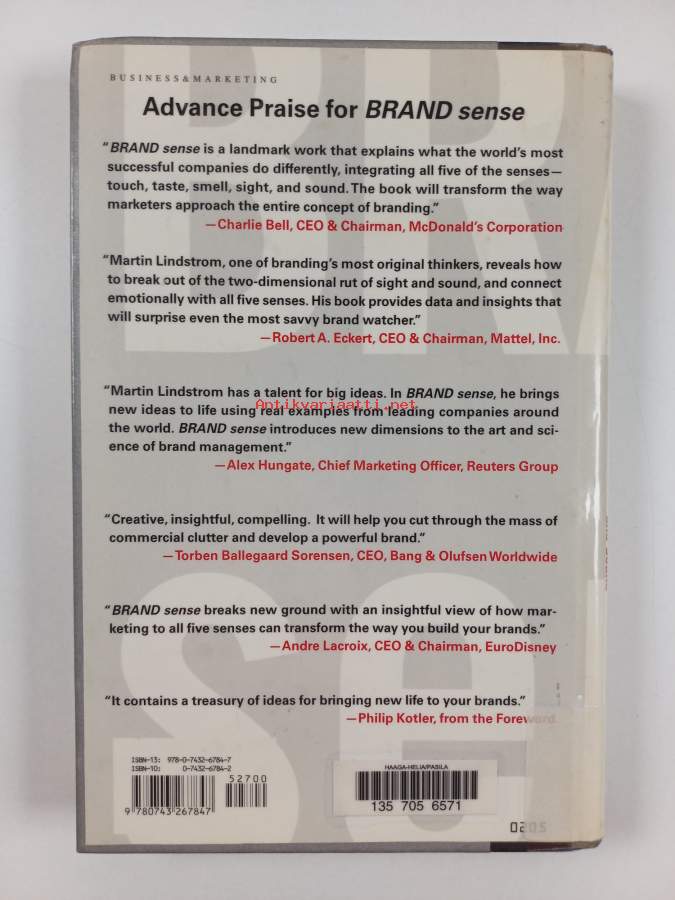 BUSINESS & MARKETING
Advance Praise for BRAND sense
“BRAND sense is a landmark work that explains what the world's most
successful companies do differently, integrating all five of the senses—
touch, taste, smell, sight, and sound. The book will transform the way
marketers approach the entire concept of branding.”
—Charlie Bell, CEO & Chairman, McDonald's Corporation
“Martin Lindstrom, one of branding's most original thinkers, reveals how
to break out of the two-dimensional rut of sight and sound, and connect
emotionally with all five senses. His book provides data and insights that
will surprise even the most savvy brand watcher.”
—Robert A. Eckert, CEO & Chairman, Mattel, Inc.
“Martin Lindstrom has a talent for big ideas. In BRAND sense, he brings
Antikvariaatti.net
new ideas to life using real examples from leading companies around
the world. BRAND sense introduces new dimensions to the art and sci-
ence of brand management.”
—Alex Hungate, Chief Marketing Officer, Reuters Group
“Creative, insightful, compelling. It will help you cut through the mass of
commercial clutter and develop a powerful brand.”
—Torben Ballegaard Sorensen, CEO, Bang & Olufsen Worldwide
“BRAND sense breaks new ground with an insightful view of how mar-
keting to all five senses can transform the way you build your brands.”
—Andre Lacroix, CEO & Chairman, EuroDisney
“It contains a treasury of ideas for bringing new life to your brands.”
—Philip Kotler, from the Foreword
ISBN-13: 978-0-7432-6784-7
ISBN-10: 0-7432-6784-2
52700
9 780743 267847
HAAGA-HELIA/PASILA
135 705 6571
0205